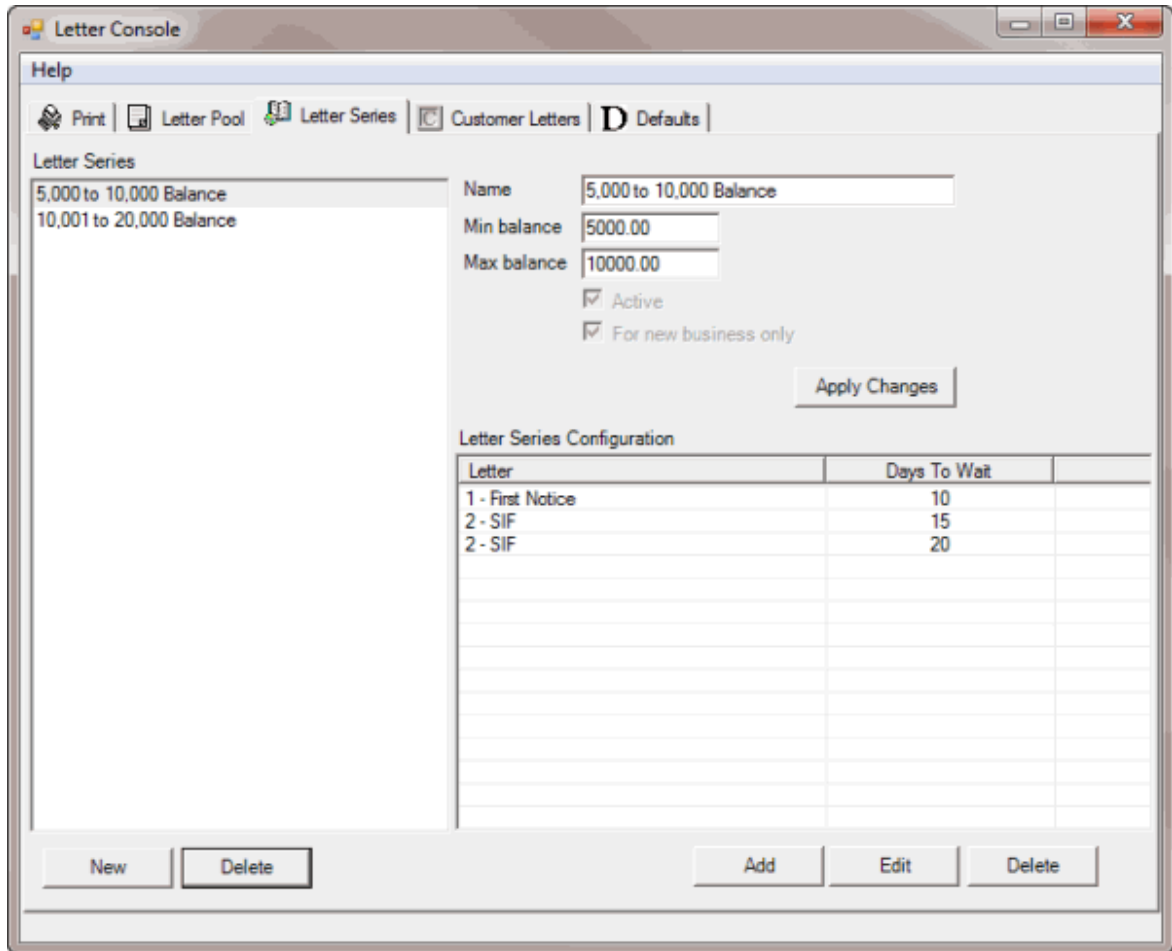 Letter Console
Help
Print Letter Pool Letter Series C Customer Letters D Defaults
Letter Series
5,000 to 10,000 Balance
10,001 to 20,000 Balance
Name 5,000 to 10,000 Balance
Min balance 5000.00
Max balance 10000.00
Active
For new business only
Apply Changes
Letter Series Configuration
Letter Days To Wait
1 - First Notice 10
2 - SIF 15
2 - SIF 20
New Delete Add Edit Delete